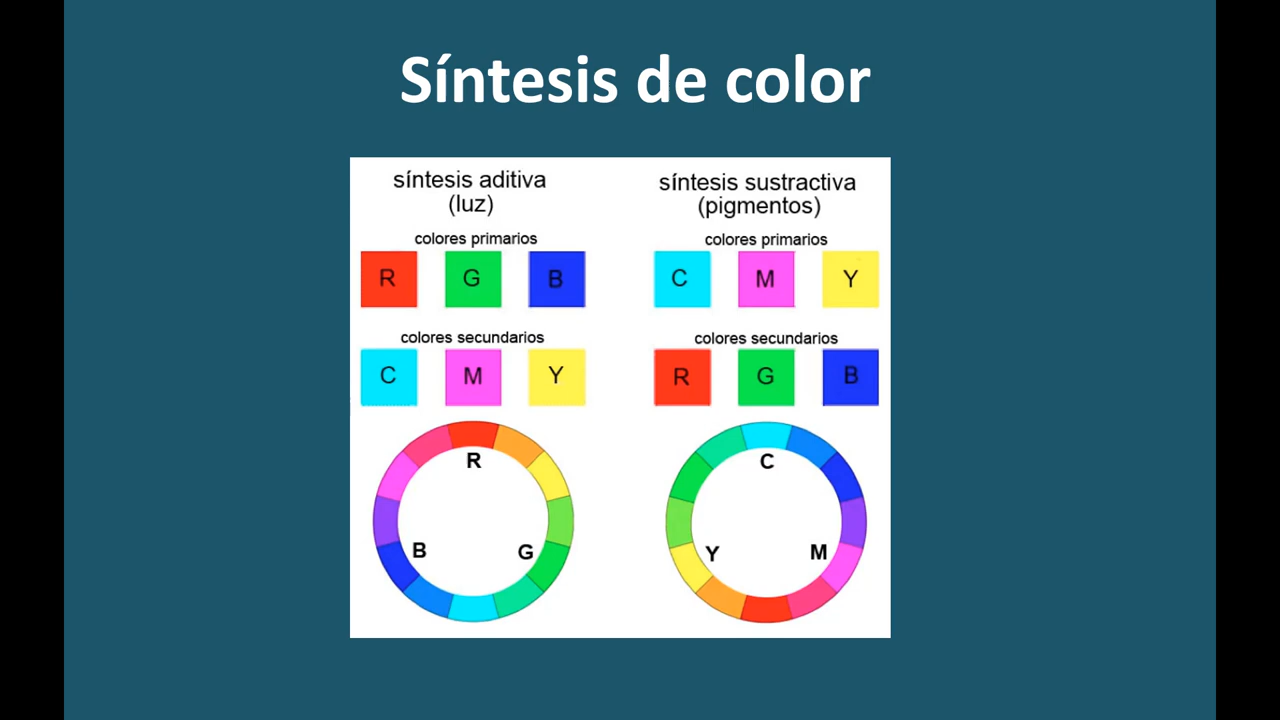 Síntesis de color
síntesis aditiva
(luz)
colores primarios
R G B
colores secundarios
C M Y
R
B G
síntesis sustractiva
(pigmentos)
colores primarios
C M Y
colores secundarios
R G B
C
Y M